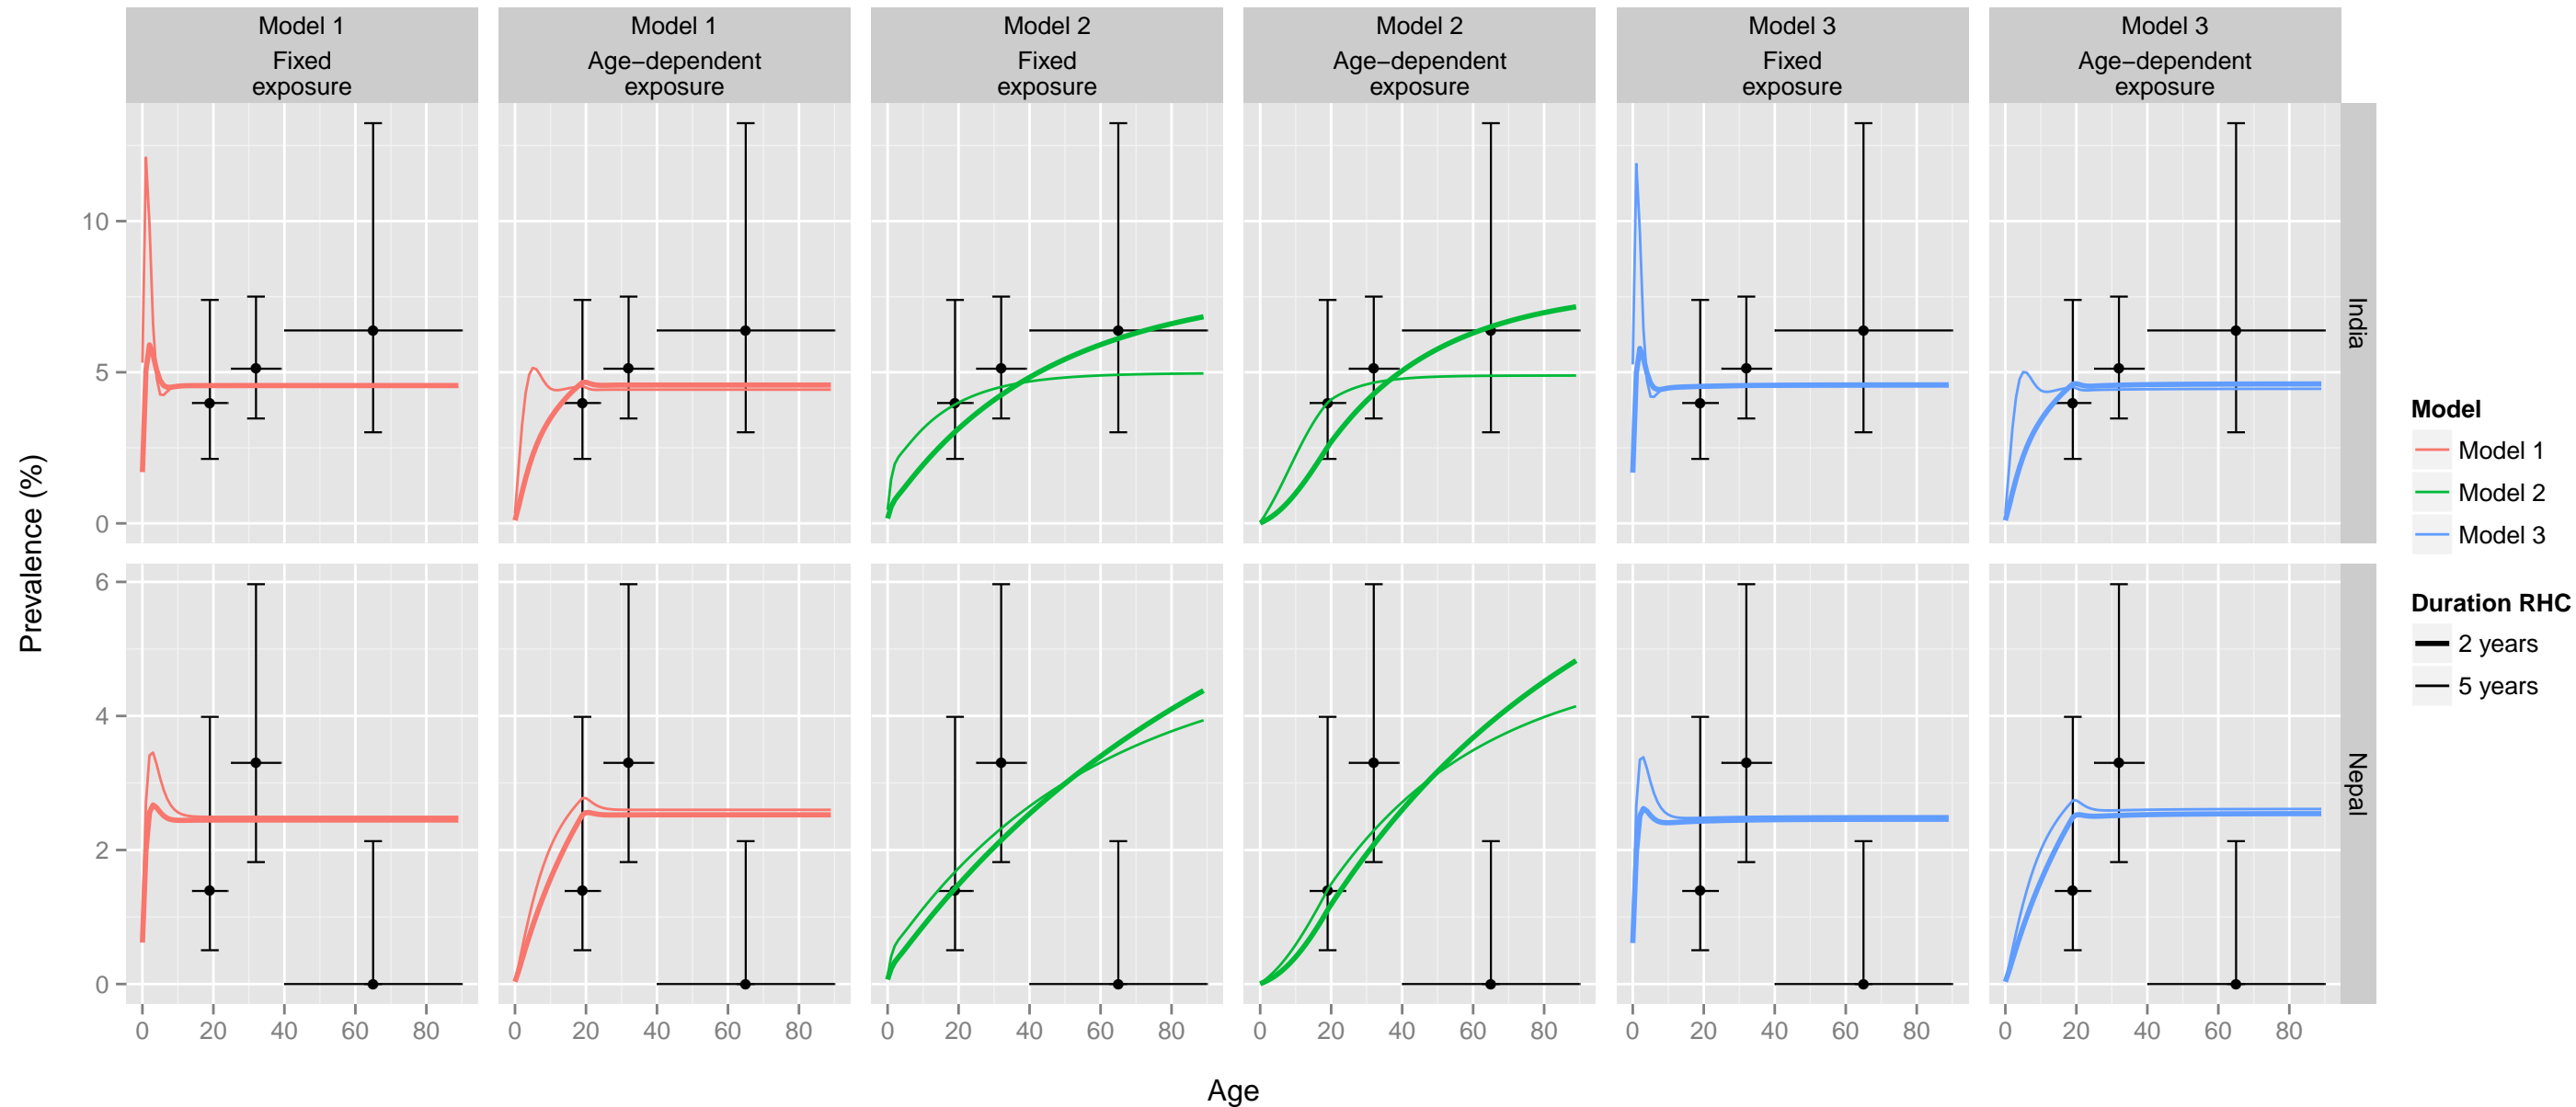 Model 1
Fixed
exposure
Model 1
Age−dependent
exposure
Model 2
Fixed
exposure
Model 2
Age−dependent
exposure
Model 3
Fixed
exposure
Model 3
Age−dependent
exposure
Prevalence (%)
10
5
0
India
6
4
2
0
Nepal
0 20 40 60 80
0 20 40 60 80
0 20 40 60 80
0 20 40 60 80
0 20 40 60 80
0 20 40 60 80
Age
Model
Model 1
Model 2
Model 3
Duration RHC
2 years
5 years